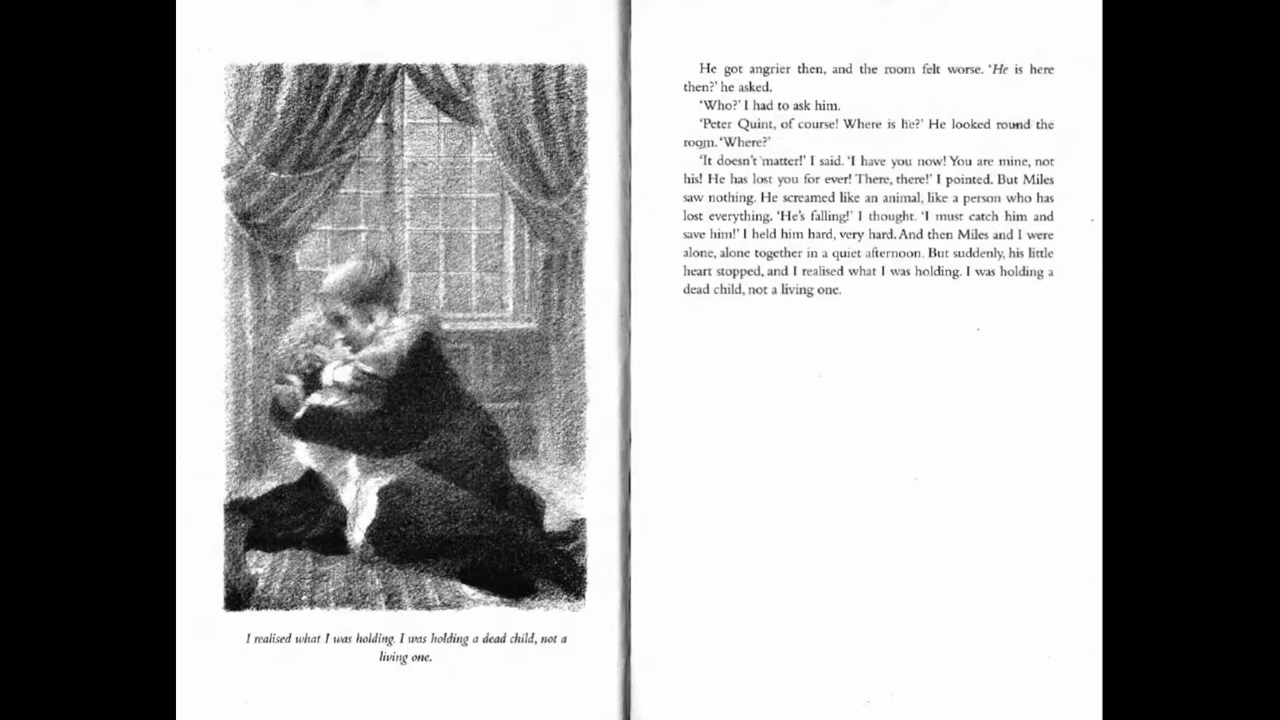 I realised what I was holding. I was holding a dead child, not a
living one.
He got angrier then, and the room felt worse. ‘He is here
then?’ he asked.
‘Who?’ I had to ask him.
‘Peter Quint, of course! Where is he?’ He looked round the
room. ‘Where?’
‘It doesn’t matter!’ I said. ‘I have you now! You are mine, not
his! He has lost you for ever! There, there!’ I pointed. But Miles
saw nothing. He screamed like an animal, like a person who has
lost everything. ‘He’s falling!’ I thought. ‘I must catch him and
save him!’ I held him hard, very hard. And then Miles and I were
alone, alone together in a quiet afternoon. But suddenly, his little
heart stopped, and I realised what I was holding. I was holding a
dead child, not a living one.